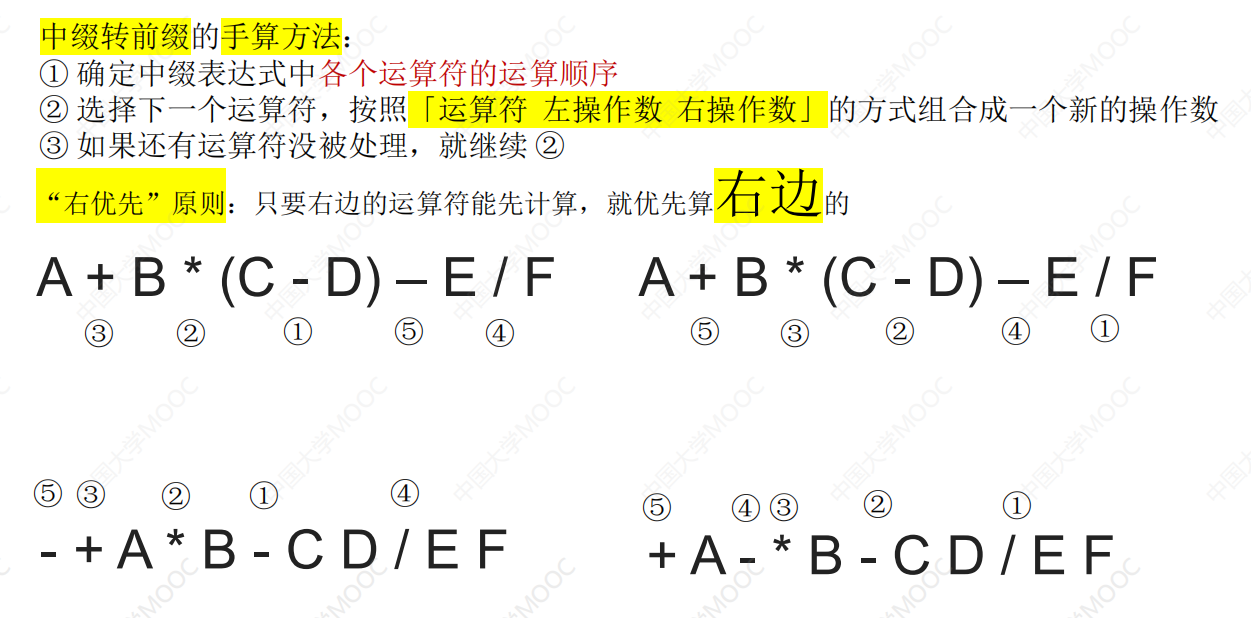 中缀转前缀的手算方法：
① 确定中缀表达式中各个运算符的运算顺序
② 选择下一个运算符，按照「运算符 左操作数 右操作数」的方式组合成一个新的操作数
③ 如果还有运算符没被处理，就继续 ②
“右优先”原则：只要右边的运算符能先计算，就优先算右边的
A + B * (C - D) – E / F
③ ② ① ⑤ ④
A + B * (C - D) – E / F
⑤ ③ ② ④ ①
⑤ ③ ② ① ④
- + A * B - C D / E F
⑤ ④ ③ ② ①
+ A - * B - C D / E F
中国大学MOOC